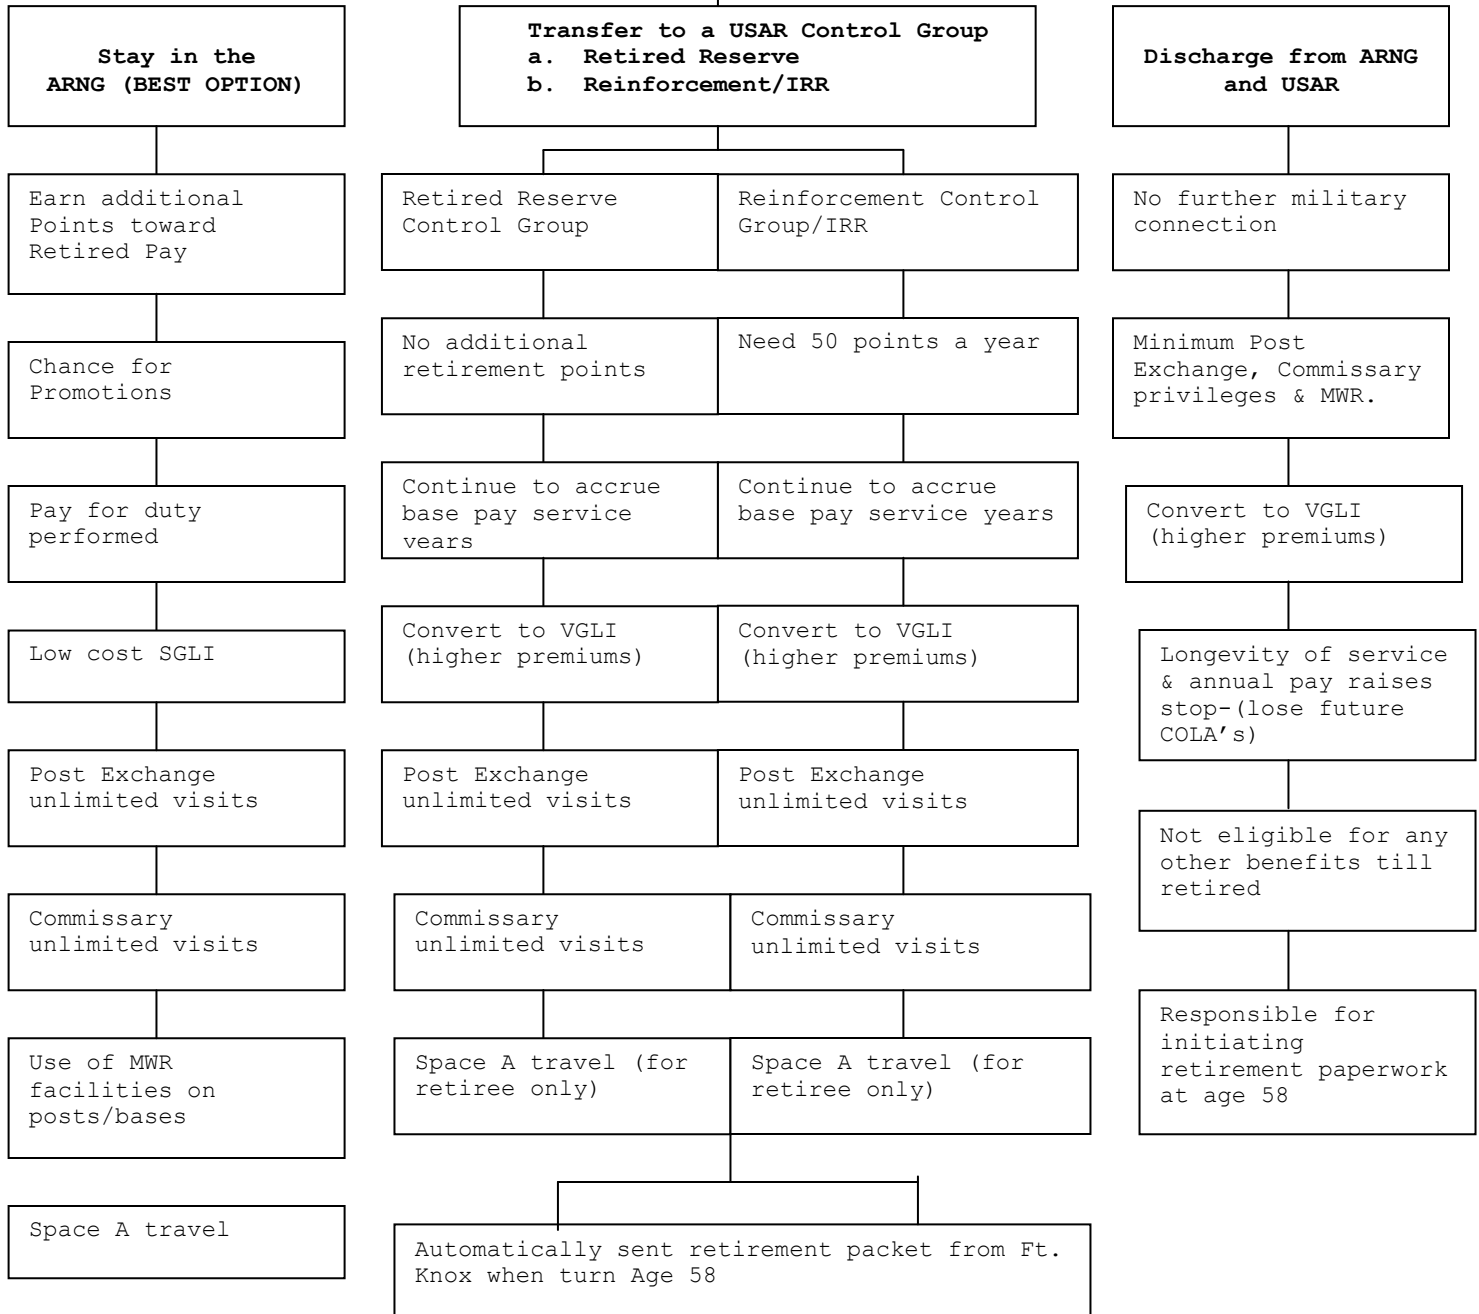 Stay in the
ARNG (BEST OPTION)
Earn additional
Points toward
Retired Pay
Chance for
Promotions
Pay for duty
performed
Low cost SGLI
Post Exchange
unlimited visits
Commissary
unlimited visits
Use of MWR
facilities on
posts/bases
Space A travel
Transfer to a USAR Control Group
a. Retired Reserve
b. Reinforcement/IRR
Retired Reserve
Control Group
No additional
retirement points
Continue to accrue
base pay service
years
Convert to VGLI
(higher premiums)
Post Exchange
unlimited visits
Commissary
unlimited visits
Space A travel (for
retiree only)
Reinforcement Control
Group/IRR
Need 50 points a year
Continue to accrue
base pay service years
Convert to VGLI
(higher premiums)
Post Exchange
unlimited visits
Commissary
unlimited visits
Space A travel (for
retiree only)
Automatically sent retirement packet from Ft.
Knox when turn Age 58
Discharge from ARNG
and USAR
No further military
connection
Minimum Post
Exchange, Commissary
privileges & MWR.
Convert to VGLI
(higher premiums)
Longevity of service
& annual pay raises
stop-(lose future
COLA’s)
Not eligible for any
other benefits till
retired
Responsible for
initiating
retirement paperwork
at age 58